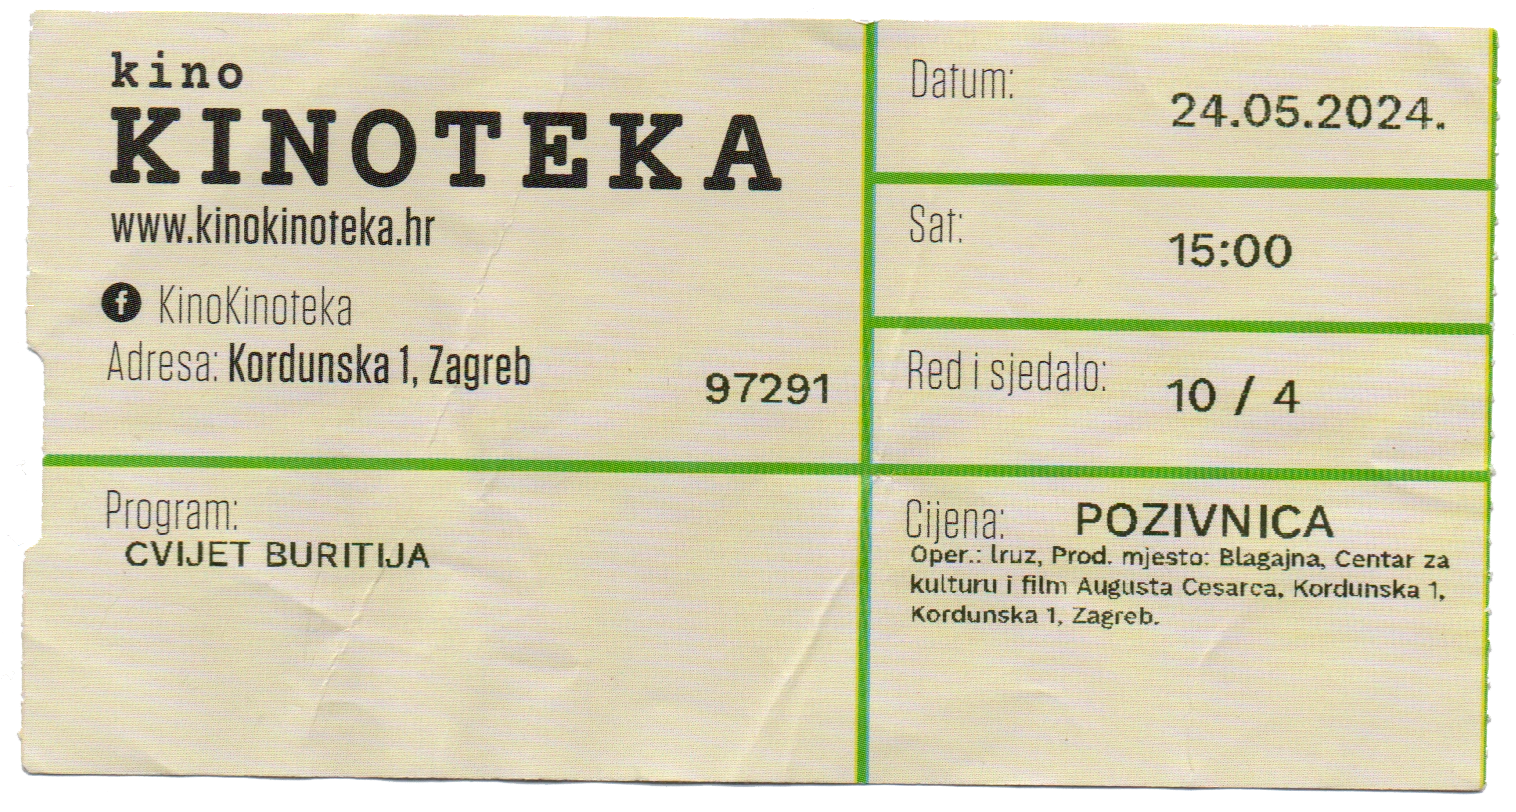 kino
KINOTEKA
www.kinokinoteka.hr
KinoKinoteka
Adresa: Kordunska 1, Zagreb
97291
Program:
CVIJET BURITIJA
Datum:
24.05.2024.
Sat:
15:00
Red i sjedalo:
10 / 4
Cijena: POZIVNICA
Oper.: lruz, Prod. mjesto: Blagajna, Centar za
kulturu i film Augusta Cesarca, Kordunska 1,
Kordunska 1, Zagreb.